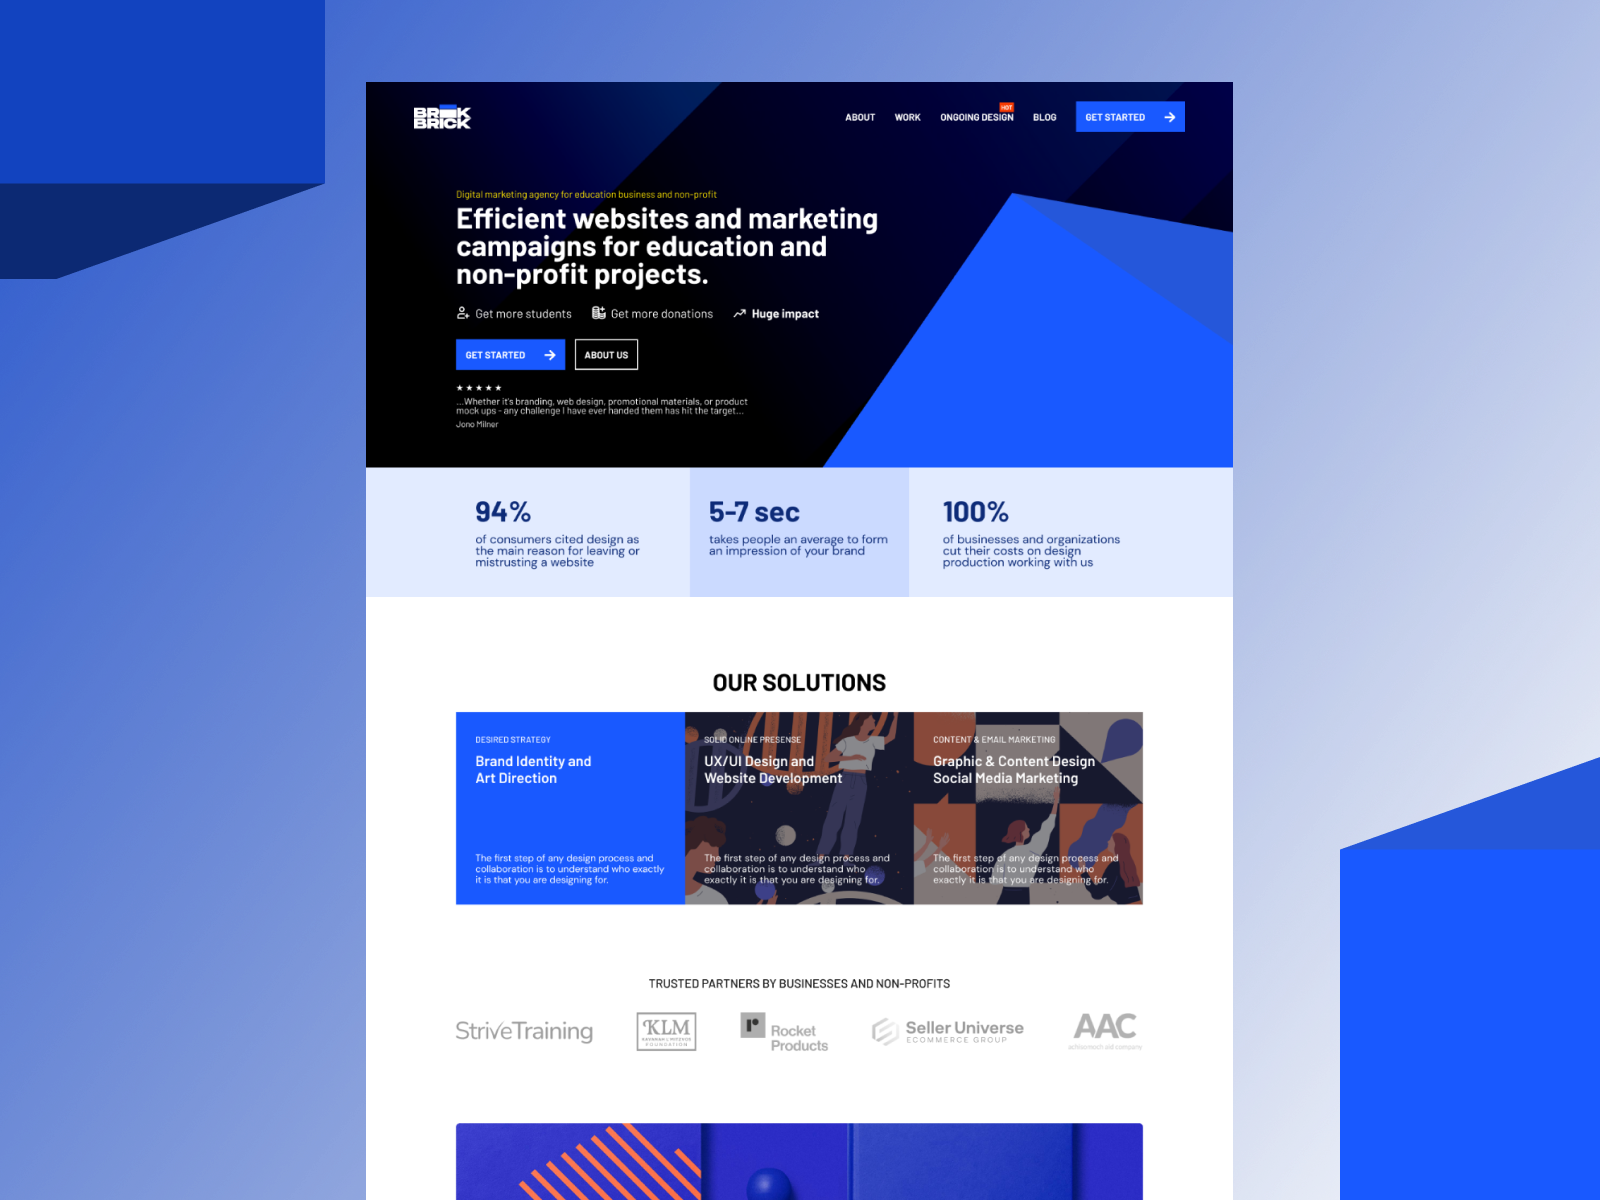 BROOK
BRICK
ABOUT
WORK
ONGOING DESIGN
HOT
BLOG
GET STARTED
Digital marketing agency for education business and non-profit
Efficient websites and marketing
campaigns for education and
non-profit projects.
Get more students
Get more donations
Huge impact
GET STARTED
ABOUT US
...Whether it's branding, web design, promotional materials, or product
mock ups - any challenge I have ever handed them has hit the target...
Jono Milner
94%
of consumers cited design as
the main reason for leaving or
mistrusting a website
5-7 sec
takes people an average to form
an impression of your brand
100%
of businesses and organizations
cut their costs on design
production working with us
OUR SOLUTIONS
DESIRED STRATEGY
Brand Identity and
Art Direction
The first step of any design process and
collaboration is to understand who exactly
it is that you are designing for.
SOLID ONLINE PRESENSE
UX/UI Design and
Website Development
The first step of any design process and
collaboration is to understand who
exactly it is that you are designing for.
CONTENT & EMAIL MARKETING
Graphic & Content Design
Social Media Marketing
The first step of any design process and
collaboration is to understand who
exactly it is that you are designing for.
TRUSTED PARTNERS BY BUSINESSES AND NON-PROFITS
StriveTraining
KLM
FOUNDATION
r
Rocket
Products
Seller Universe
ECOMMERCE GROUP
AAC